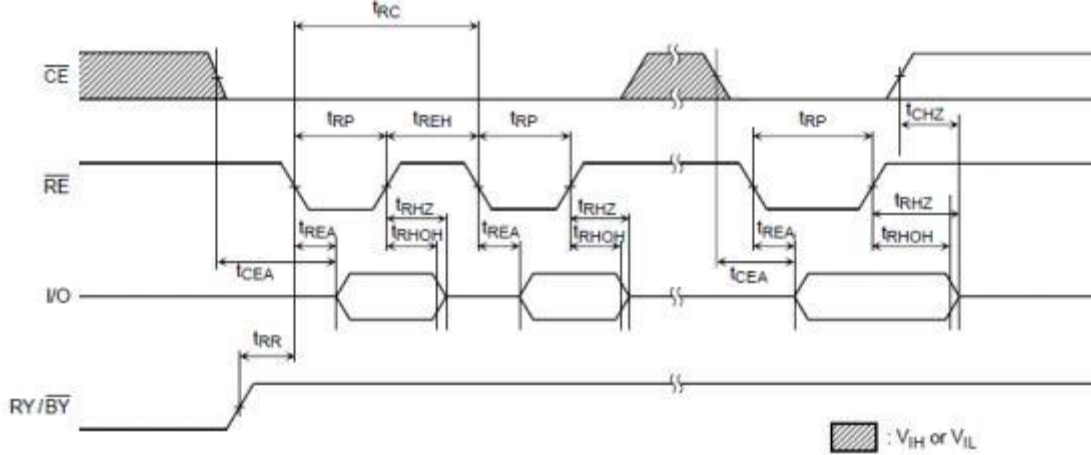 tRC
CE
tCHZ
tRP tREH tRP tRP
RE
tRHZ tRHZ tRHZ
tREA tRHOH tREA tRHOH tREA tRHOH
tCEA tCEA
I/O
tRR
RY/BY
: VIH or VIL